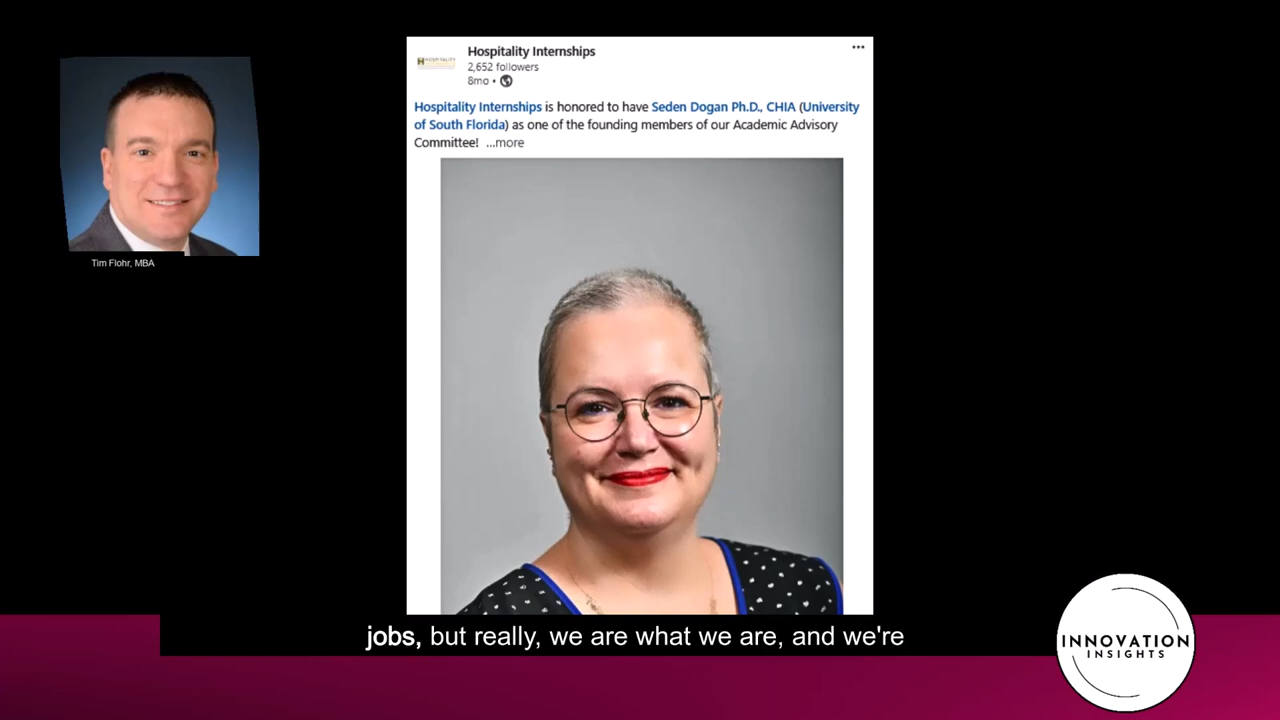 Hospitality Internships
2,652 followers
8mo •
HOSPITALITY
Hospitality Internships is honored to have Seden Dogan Ph.D., CHIA (University
of South Florida) as one of the founding members of our Academic Advisory
Committee! ...more
Tim Flohr, MBA
jobs, but really, we are what we are, and we're
INNOVATION
INSIGHTS